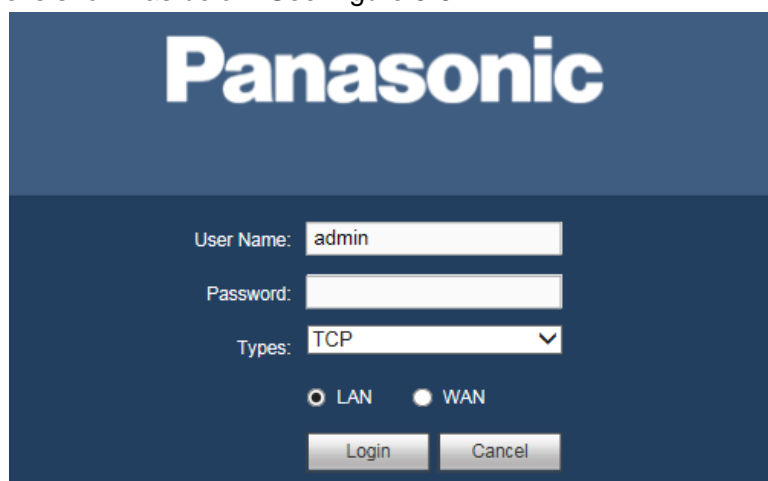 Panasonic
User Name: admin
Password:
Types: TCP
LAN WAN
Login Cancel